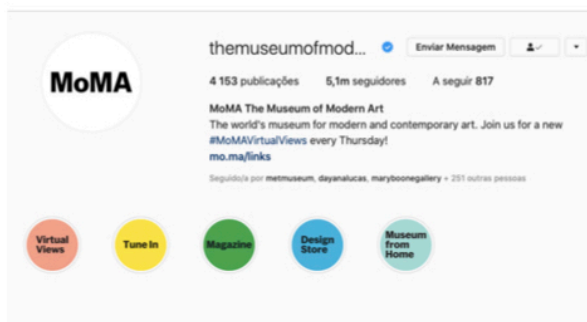 MoMA
themuseumofmod... Enviar Mensagem
4 153 publicações 5,1m seguidores A seguir 817
MoMA The Museum of Modern Art
The world's museum for modern and contemporary art. Join us for a new
#MoMAVirtualViews every Thursday!
mo.ma/links
Seguido/a por metmuseum, dayanalucas, maryboonegallery + 251 outras pessoas
Virtual
Views
Tune In
Magazine
Design
Store
Museum
from
Home